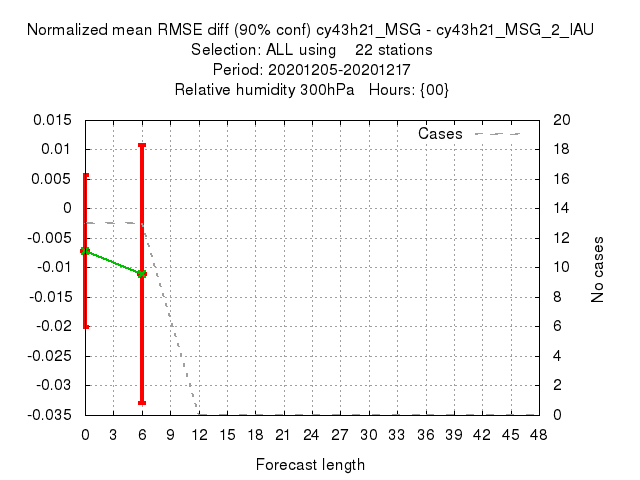 Normalized mean RMSE diff (90% conf) cy43h21_MSG - cy43h21_MSG_2_IAU
Selection: ALL using 22 stations
Period: 20201205-20201217
Relative humidity 300hPa Hours: {00}
0.015
0.01
0.005
0
-0.005
-0.01
-0.015
-0.02
-0.025
-0.03
-0.035
Cases
20
18
16
14
12
10
8
6
4
2
0
No cases
0 3 6 9 12 15 18 21 24 27 30 33 36 39 42 45 48
Forecast length